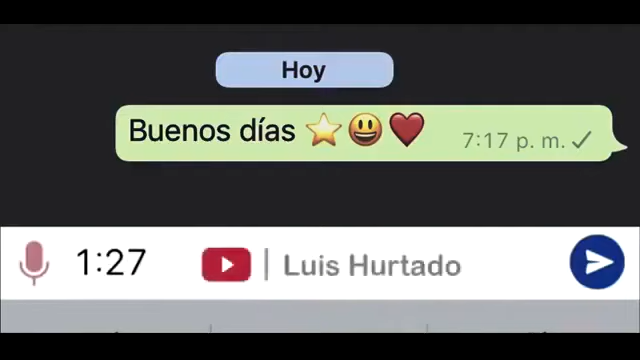 Hoy
Buenos días ⭐😃❤️ 7:17 p. m.
1:27 | Luis Hurtado